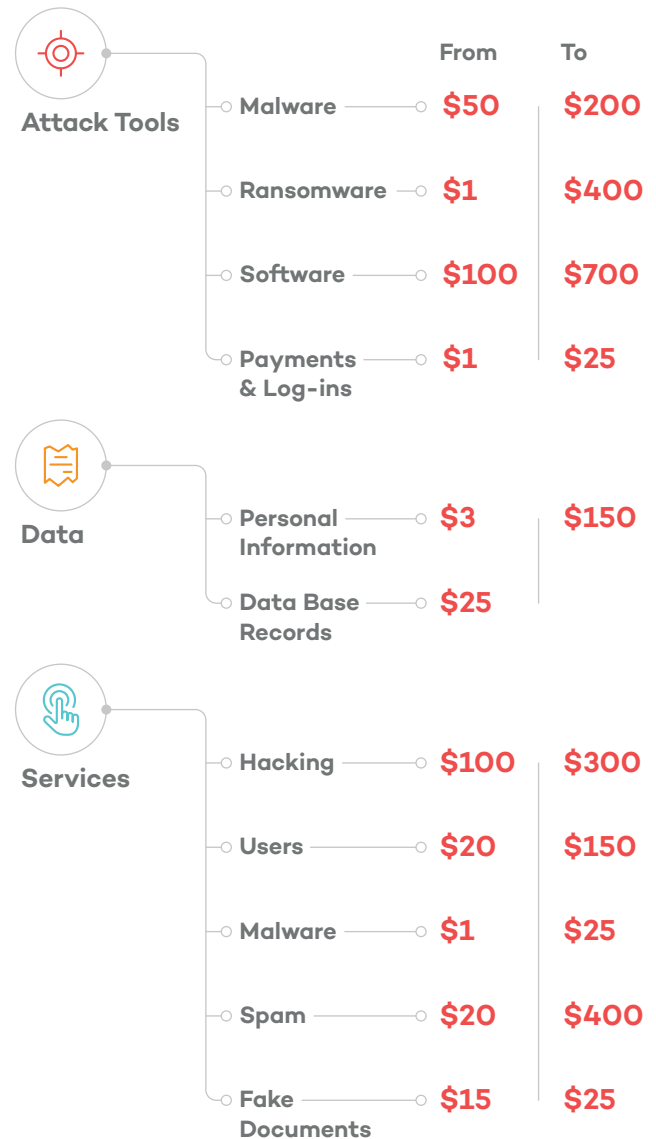 From To
Attack Tools
Malware $50 $200
Ransomware $1 $400
Software $100 $700
Payments $1 $25
& Log-ins
Data
Personal $3 $150
Information
Data Base $25
Records
Services
Hacking $100 $300
Users $20 $150
Malware $1 $25
Spam $20 $400
Fake $15 $25
Documents